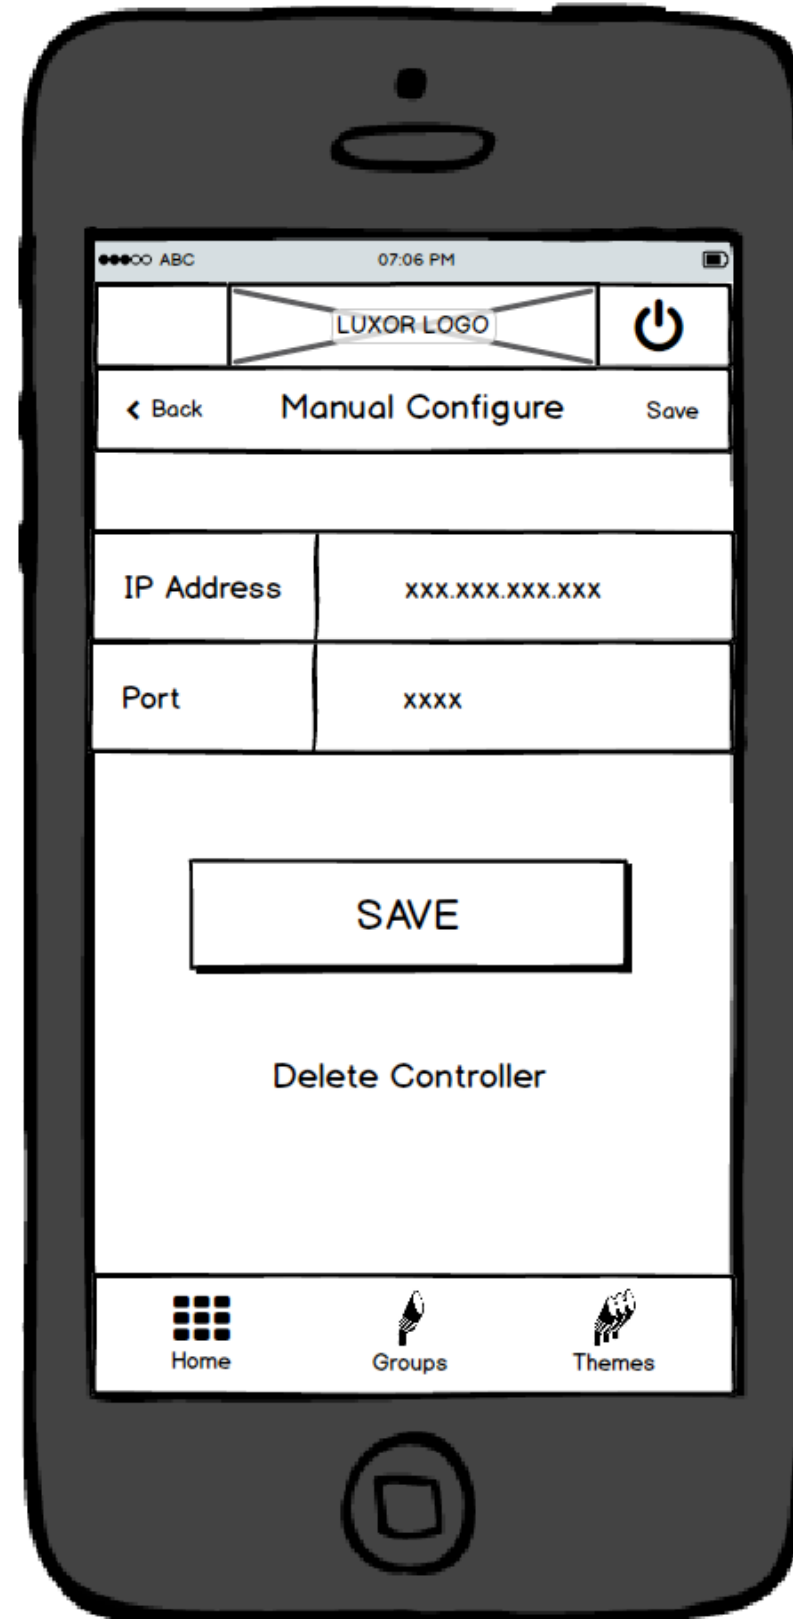 ABC 07:06 PM
LUXOR LOGO
Back Manual Configure Save
IP Address xxx.xxx.xxx.xxx
Port xxxx
SAVE
Delete Controller
Home Groups Themes